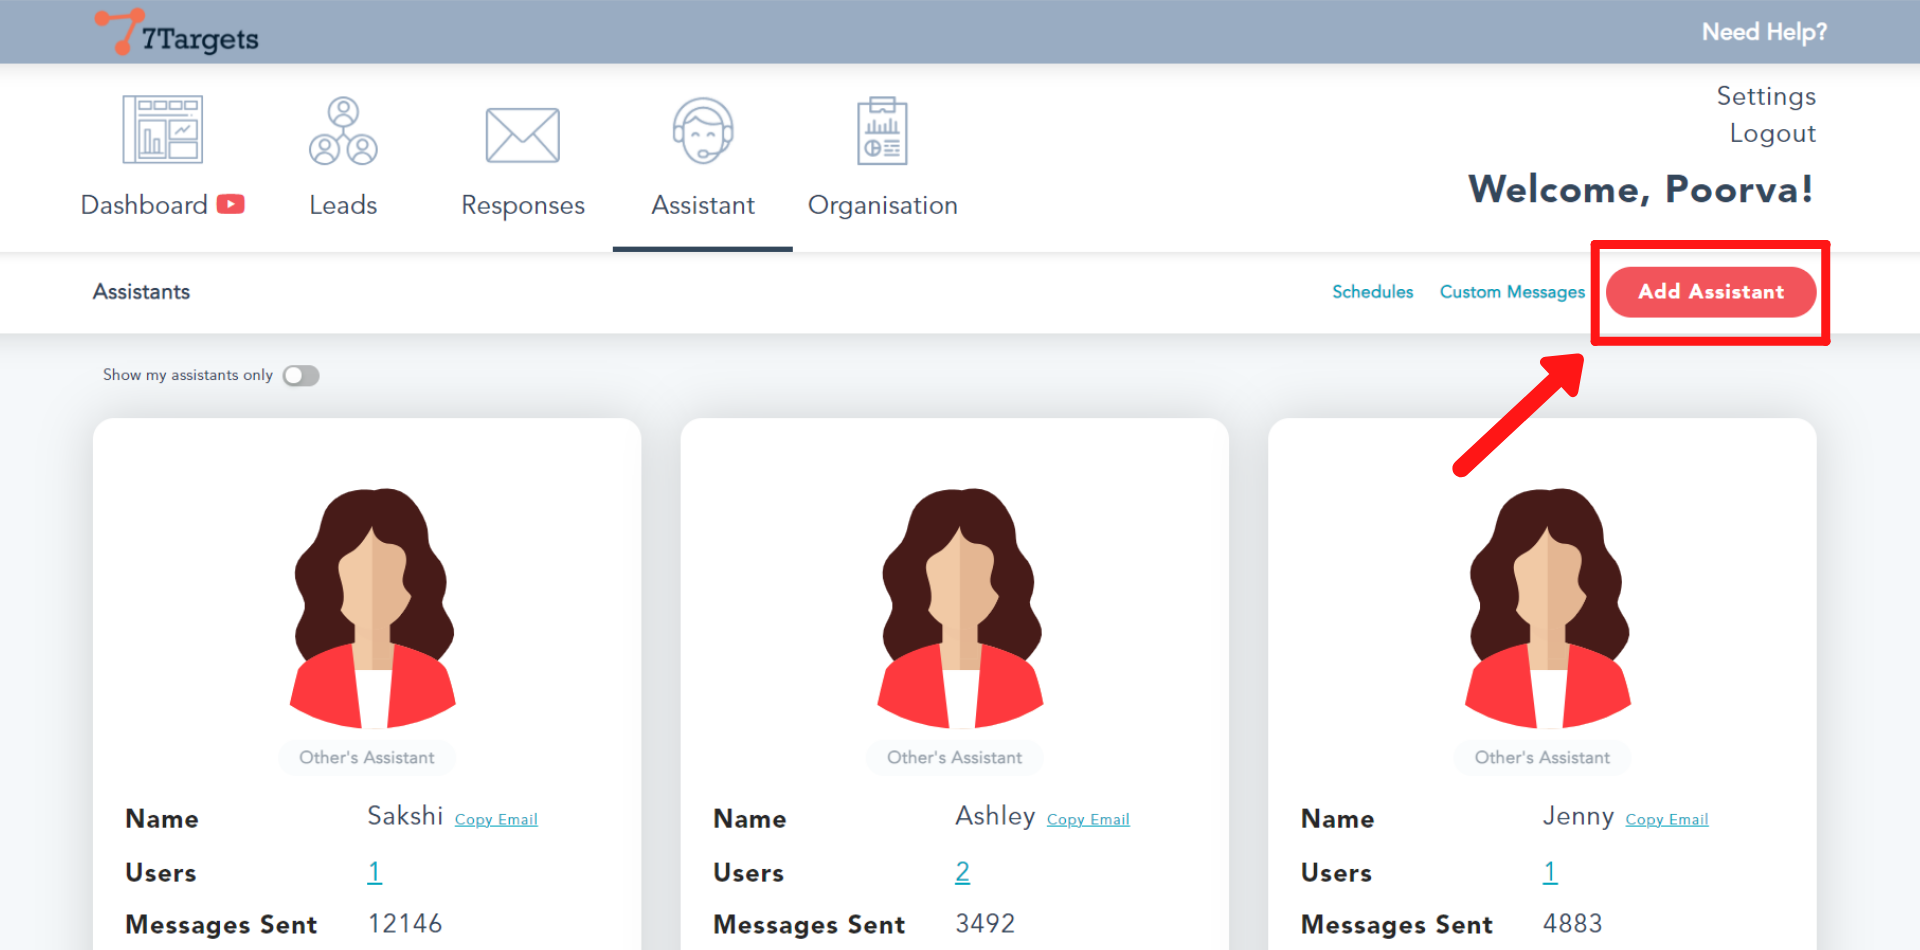 7Targets
Need Help?
Settings
Logout
Dashboard
Leads
Responses
Assistant
Organisation
Welcome, Poorva!
Assistants
Schedules
Custom Messages
Add Assistant
Show my assistants only
Other's Assistant
Name Sakshi Copy Email
Users 1
Messages Sent 12146
Other's Assistant
Name Ashley Copy Email
Users 2
Messages Sent 3492
Other's Assistant
Name Jenny Copy Email
Users 1
Messages Sent 4883